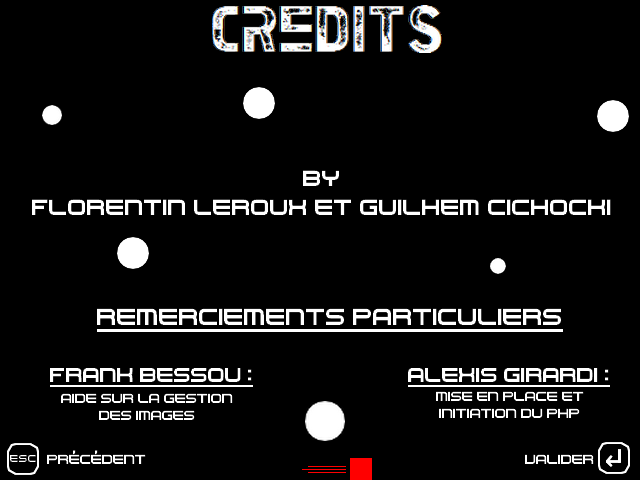 CREDITS
BY
FLORENTIN LEROUX ET GUILHEM CICHOCKI
REMERCIEMENTS PARTICULIERS
FRANK BESSOU :
AIDE SUR LA GESTION
DES IMAGES
ALEXIS GIRARDI :
MISE EN PLACE ET
INITIATION DU PHP
ESC PRÉCÉDENT
VALIDER